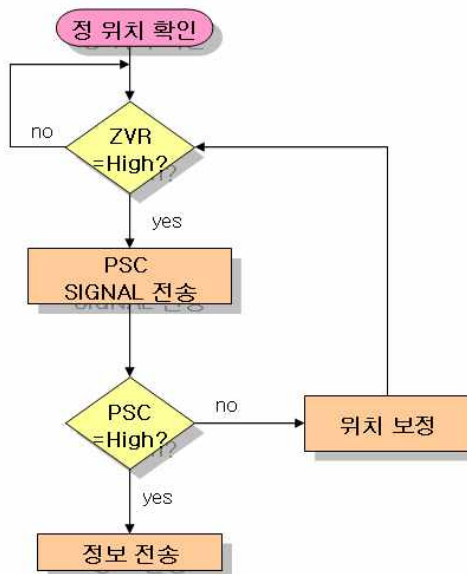 정 위치 확인
no
ZVR
=High?
yes
PSC
SIGNAL 전송
PSC
=High?
no
위치 보정
yes
정보 전송